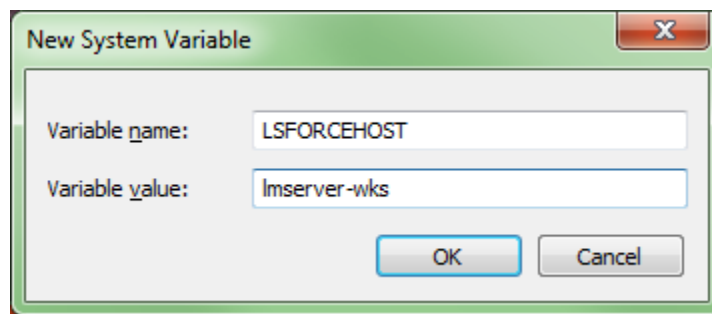 New System Variable
Variable name: LSFORCEHOST
Variable value: lmserver-wks
OK Cancel